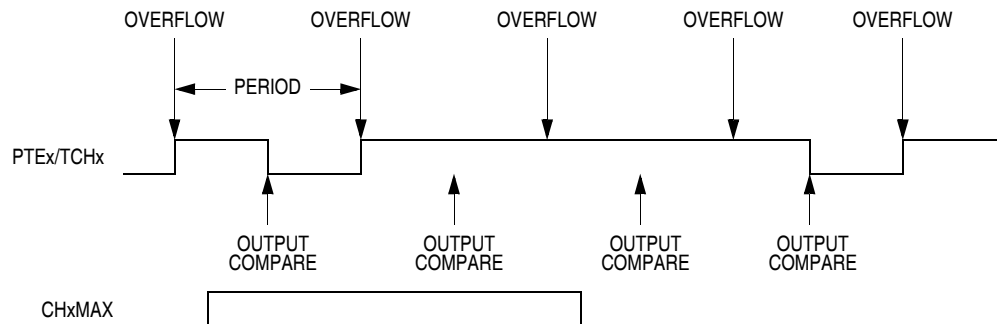 OVERFLOW OVERFLOW OVERFLOW OVERFLOW OVERFLOW
PERIOD
PTEx/TCHx
OUTPUT COMPARE
OUTPUT COMPARE
OUTPUT COMPARE
OUTPUT COMPARE
CHxMAX